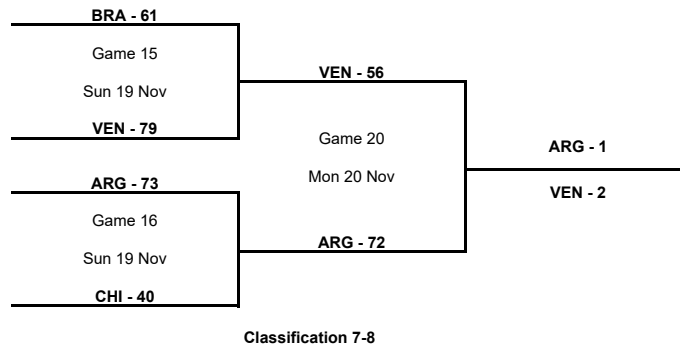 BRA - 61
Game 15
Sun 19 Nov
VEN - 79
VEN - 56
Game 20
Mon 20 Nov
ARG - 72
ARG - 73
Game 16
Sun 19 Nov
CHI - 40
ARG - 1
VEN - 2
Classification 7-8